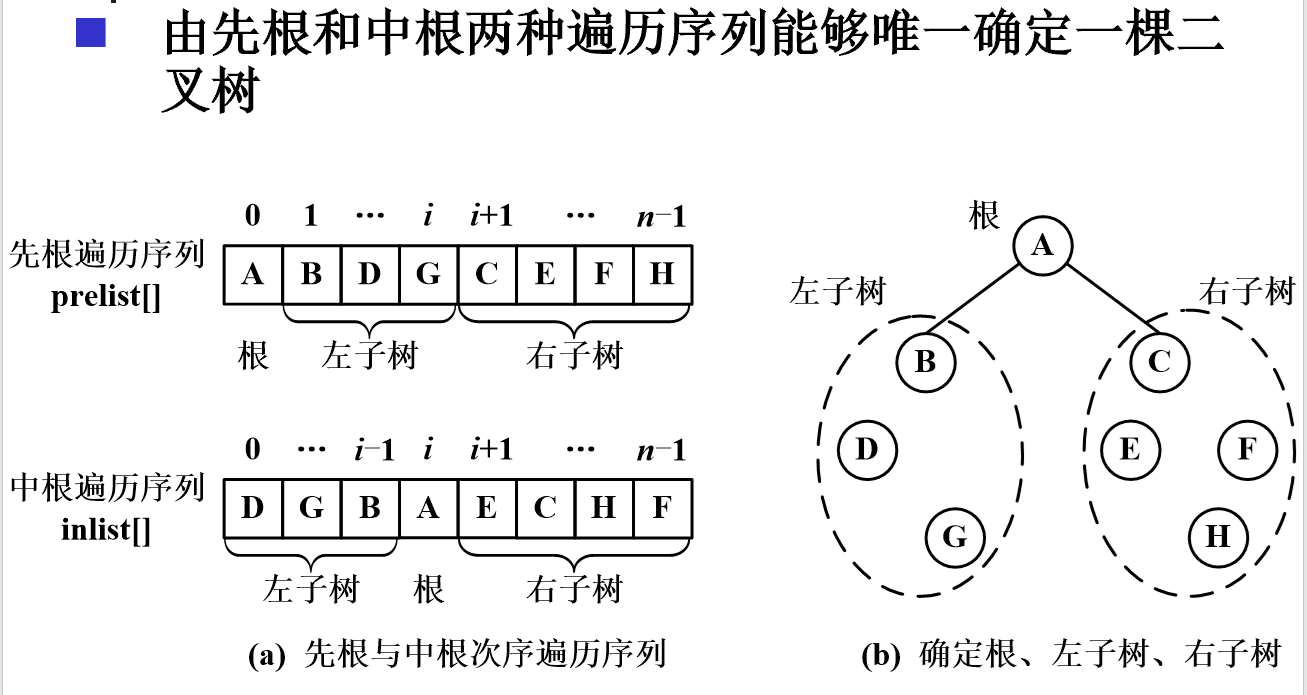 由先根和中根两种遍历序列能够唯一确定一棵二
叉树
0 1 … i i+1 … n−1
先根遍历序列
prelist[]
A B D G C E F H
根 左子树 右子树
0 … i−1 i i+1 … n−1
中根遍历序列
inlist[]
D G B A E C H F
左子树 根 右子树
(a) 先根与中根次序遍历序列
根
A
左子树 右子树
B C
D E F
G H
(b) 确定根、左子树、右子树